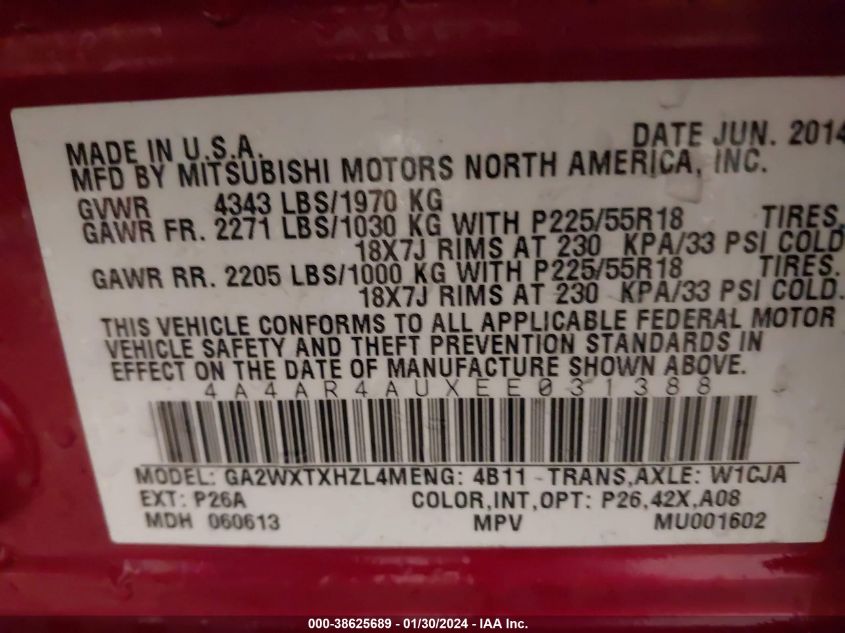 MADE IN U.S.A. DATE JUN. 2014
MFD BY MITSUBISHI MOTORS NORTH AMERICA, INC.
GVWR 4343 LBS/1970 KG
GAWR FR. 2271 LBS/1030 KG WITH P225/55R18 TIRES,
18X7J RIMS AT 230 KPA/33 PSI COLD
GAWR RR. 2205 LBS/1000 KG WITH P225/55R18 TIRES.
18X7J RIMS AT 230 KPA/33 PSI COLD.
THIS VEHICLE CONFORMS TO ALL APPLICABLE FEDERAL MOTOR
VEHICLE SAFETY AND THEFT PREVENTION STANDARDS IN
EFFECT ON THE DATE OF MANUFACTURE SHOWN ABOVE.
4A4AR4AUXEE031388
MODEL: GA2WXTXHZL4MENG: 4B11 - TRANS,AXLE: W1CJA
EXT: P26A COLOR,INT,OPT: P26,42X,A08
MDH 060613 MPV MU001602
000-38625689 - 01/30/2024 - IAA Inc.